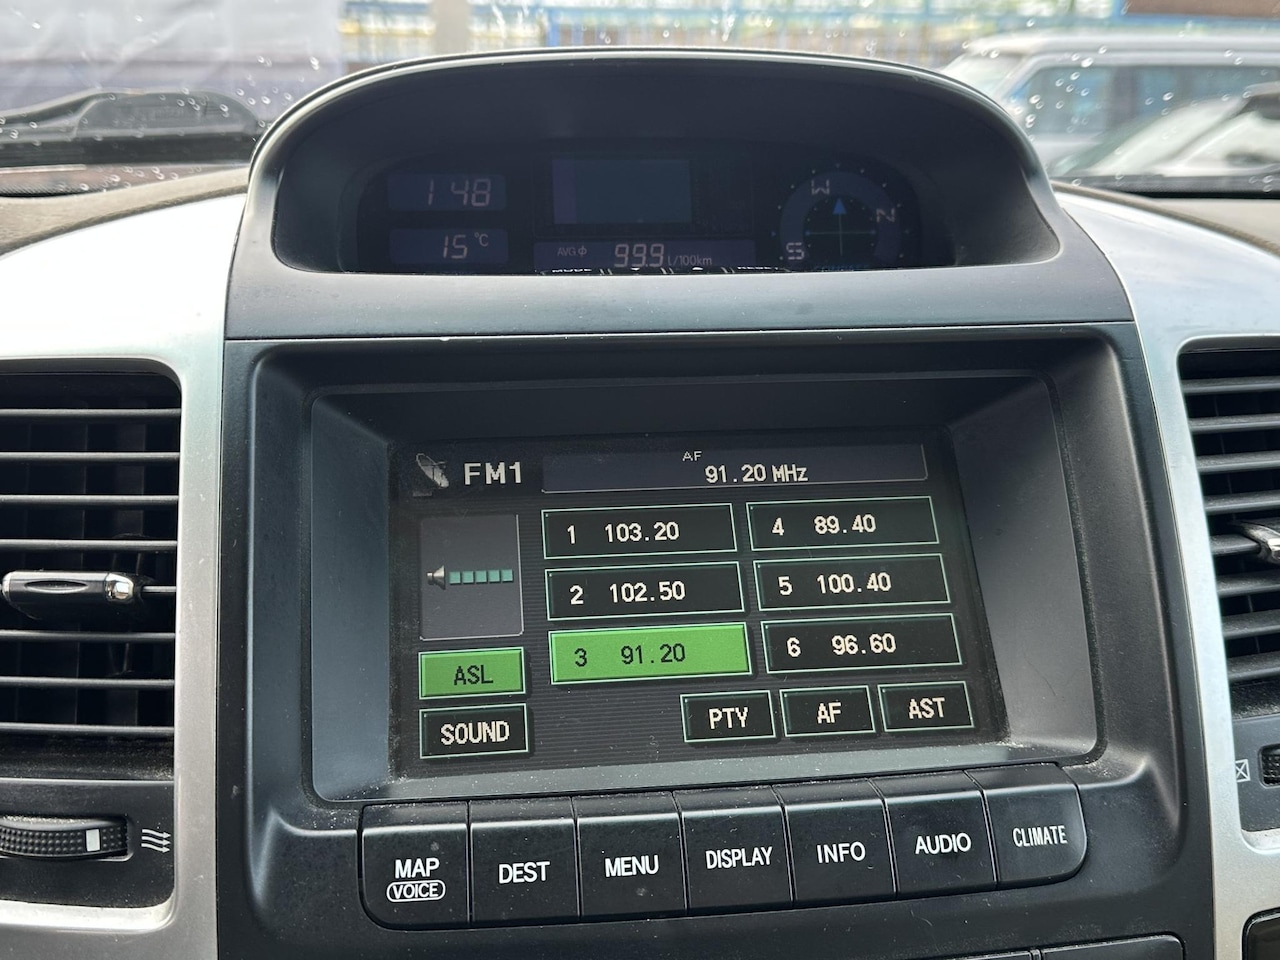 1 48
15 °C
AVG 99.9 l/100km
W
N
S
FM1
AF
91.20 MHz
1 103.20
4 89.40
2 102.50
5 100.40
3 91.20
6 96.60
ASL
SOUND
PTY
AF
AST
MAP
VOICE
DEST
MENU
DISPLAY
INFO
AUDIO
CLIMATE